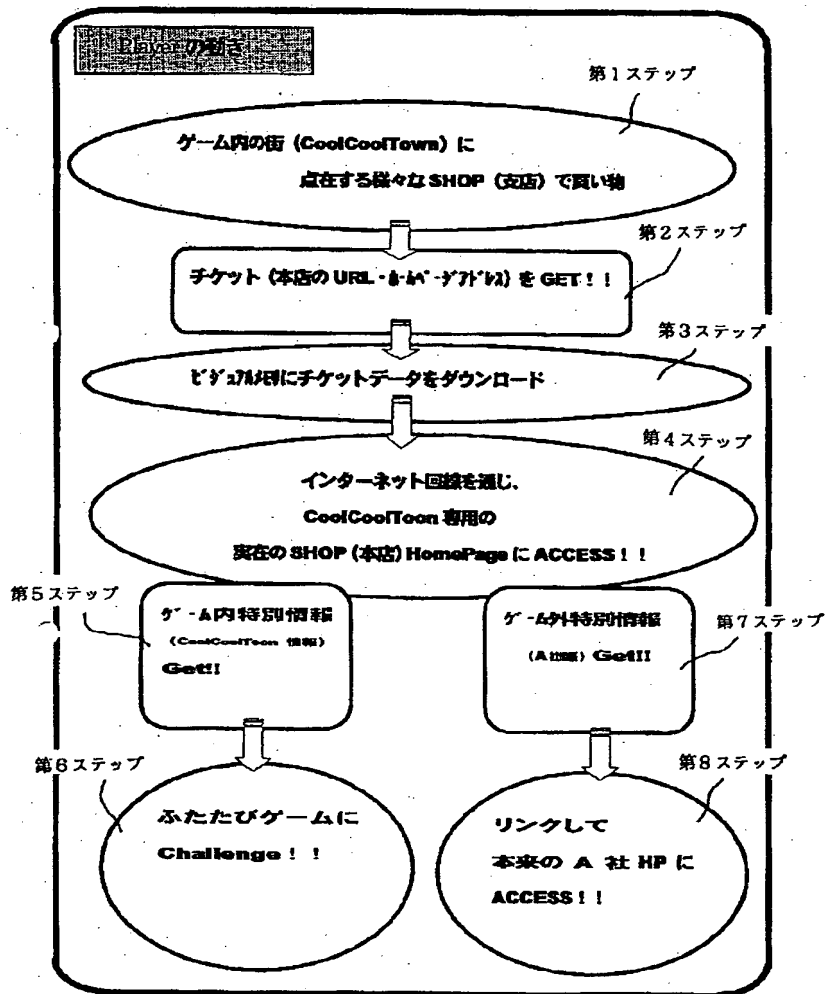 Playerの動き
第1ステップ
ゲーム内の街(CoolCoolTown)に
点在する様々なSHOP(支店)で買い物
第2ステップ
チケット(本店のURL・ホームページアドレス)をGET!!
第3ステップ
ビジュアルメモリにチケットデータをダウンロード
第4ステップ
インターネット回線を通じ、
CoolCoolToon専用の
実在のSHOP(本店)HomePageにACCESS!!
第5ステップ
ゲーム内特別情報
(CoolCoolToon 情報)
Get!!
第7ステップ
ゲーム外特別情報
(A社情報) Get!!
第6ステップ
ふたたびゲームに
Challenge!!
第8ステップ
リンクして
本来の A 社 HP に
ACCESS!!